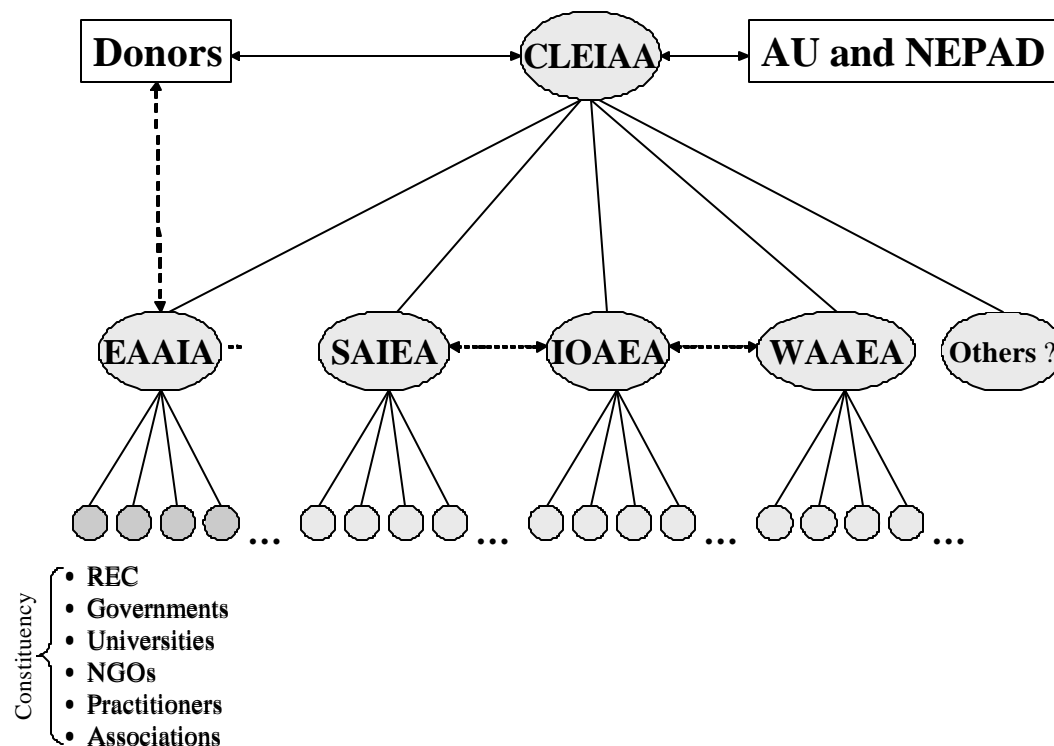 Donors
CLEIAA
AU and NEPAD
EAAIA
SAIEA
IOAEA
WAAEA
Others ?
... ... ... ...
Constituency
• REC
• Governments
• Universities
• NGOs
• Practitioners
• Associations